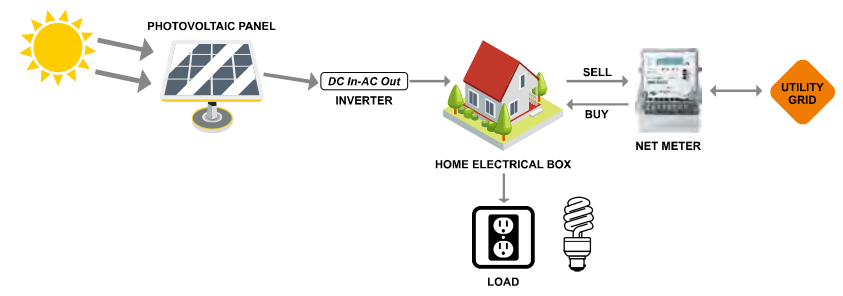 PHOTOVOLTAIC PANEL
DC In-AC Out
INVERTER
SELL
BUY
UTILITY
GRID
NET METER
HOME ELECTRICAL BOX
LOAD